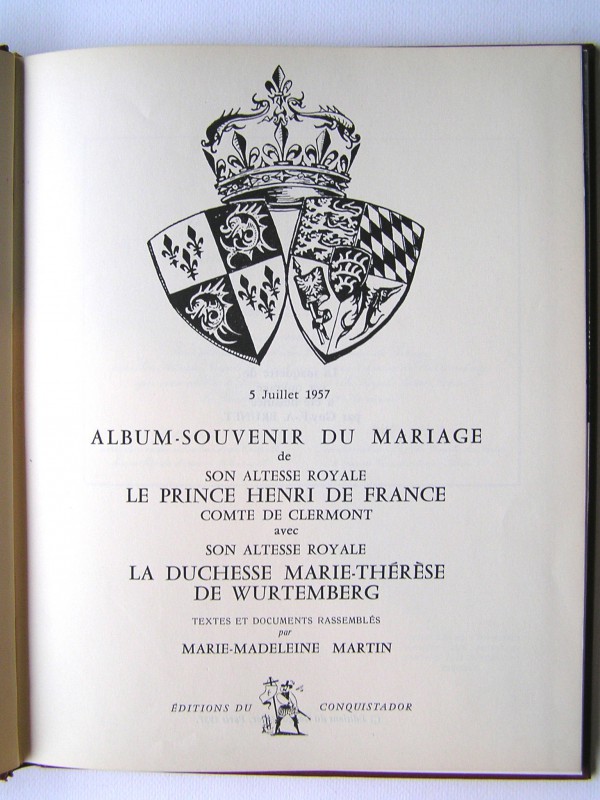 5 Juillet 1957
ALBUM-SOUVENIR DU MARIAGE
de
SON ALTESSE ROYALE
LE PRINCE HENRI DE FRANCE
COMTE DE CLERMONT
avec
SON ALTESSE ROYALE
LA DUCHESSE MARIE-THÉRÈSE
DE WURTEMBERG
TEXTES ET DOCUMENTS RASSEMBLÉS
par
MARIE-MADELEINE MARTIN
ÉDITIONS DU CONQUISTADOR